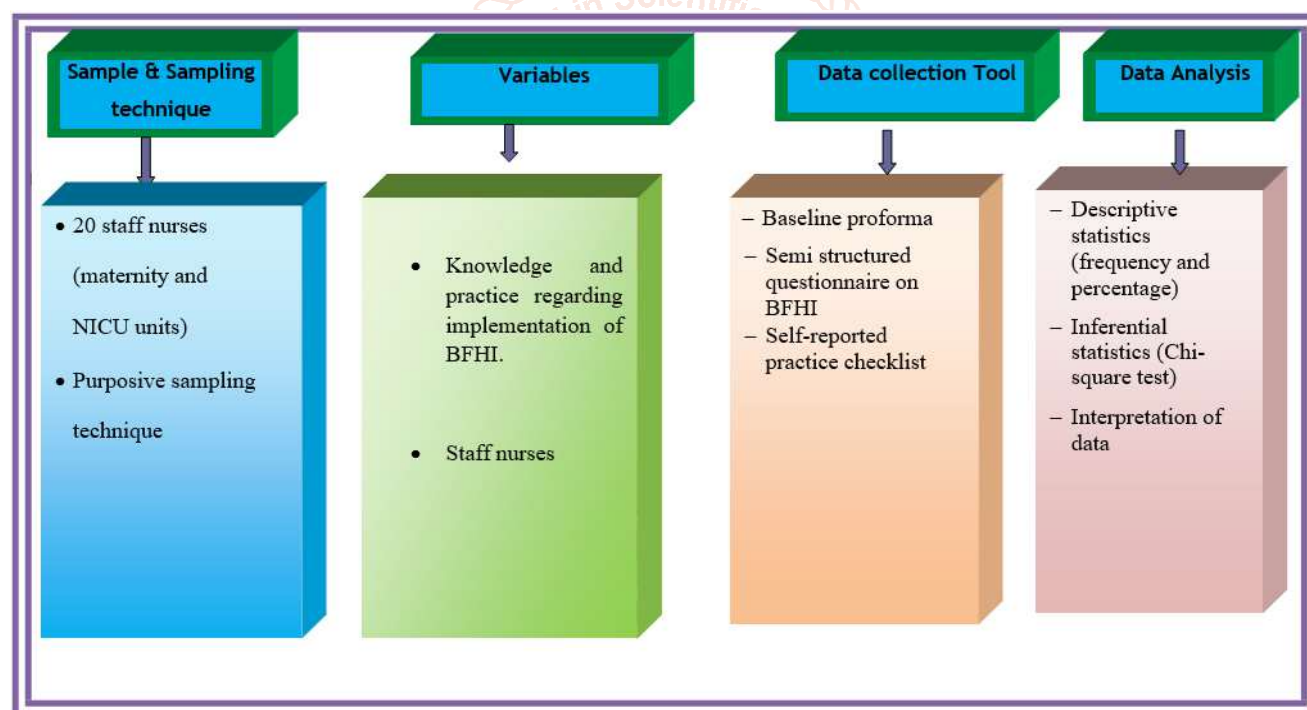 in Scientific
Sample & Sampling
technique
• 20 staff nurses
(maternity and
NICU units)
• Purposive sampling
technique
Variables
• Knowledge and
practice regarding
implementation of
BFHI.
• Staff nurses
Data collection Tool
– Baseline proforma
– Semi structured
questionnaire on
BFHI
– Self-reported
practice checklist
Data Analysis
– Descriptive
statistics
(frequency and
percentage)
– Inferential
statistics (Chi-
square test)
– Interpretation of
data